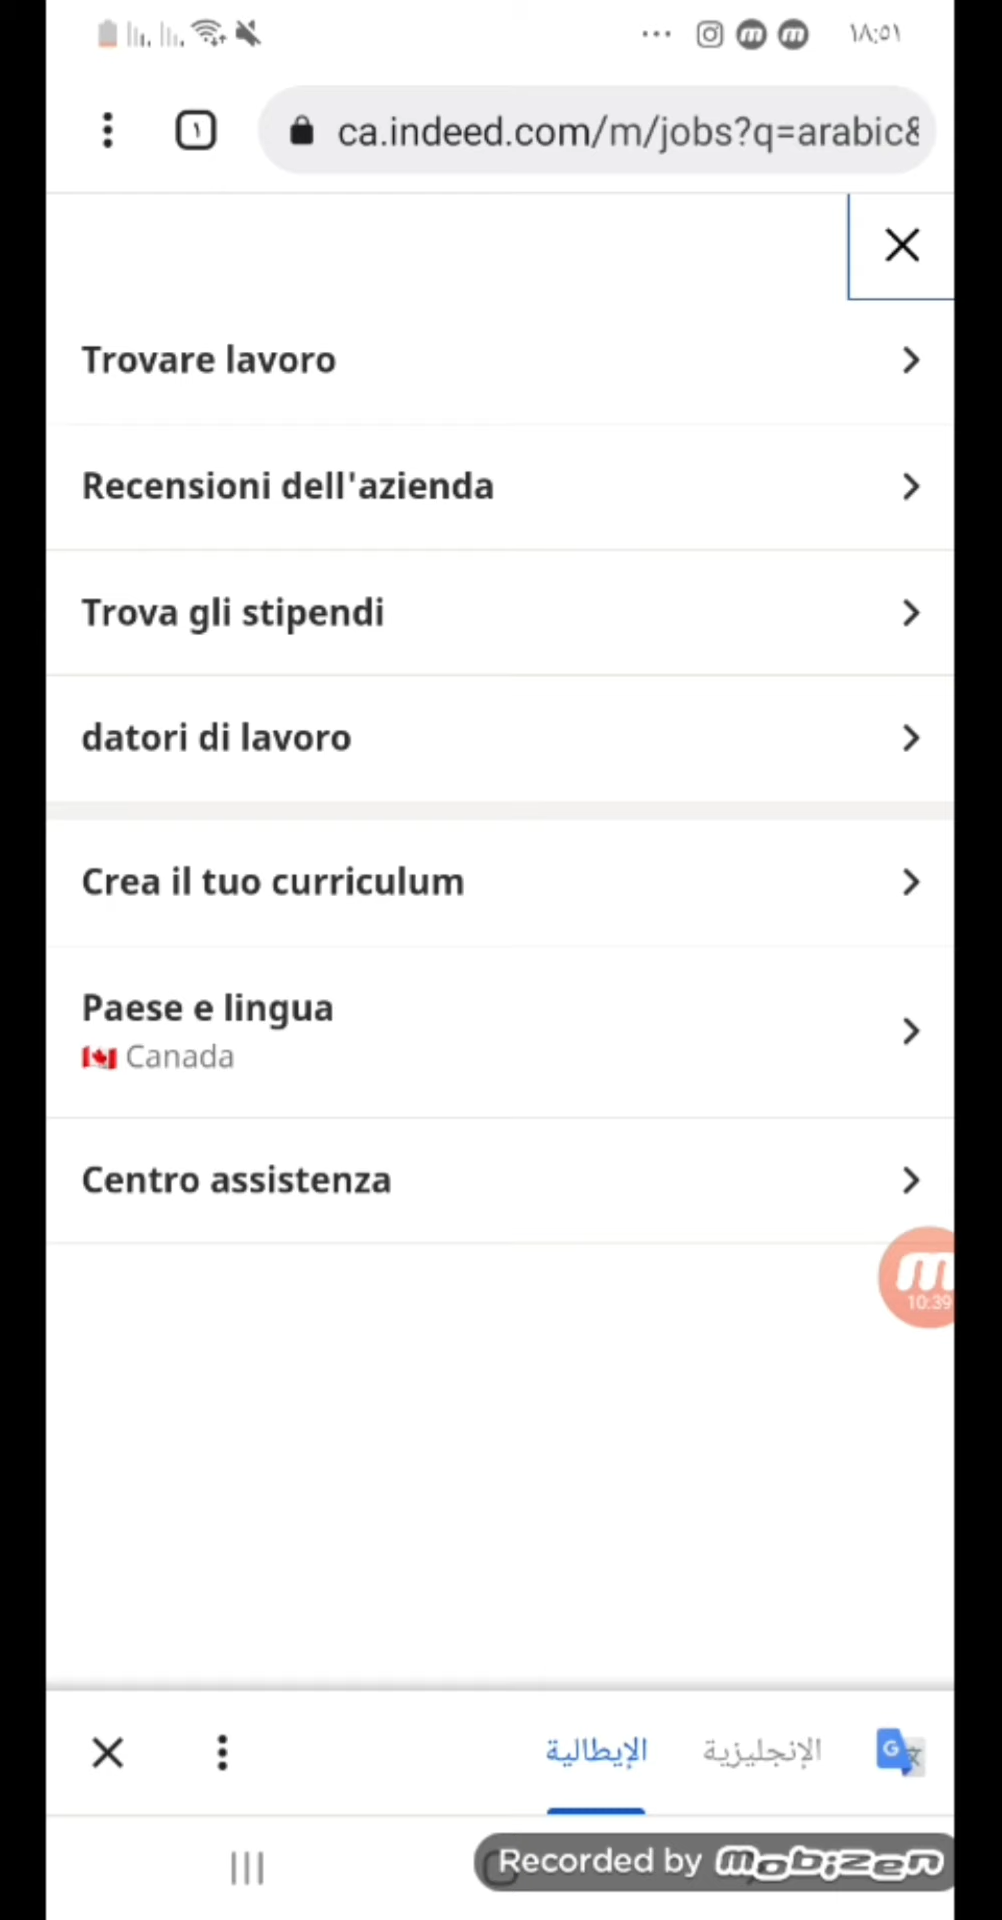 ١٨:٥١
١
ca.indeed.com/m/jobs?q=arabic&
Trovare lavoro
Recensioni dell'azienda
Trova gli stipendi
datori di lavoro
Crea il tuo curriculum
Paese e lingua
Canada
Centro assistenza
m
10:39
الإنجليزية
الإيطالية
Recorded by mobizen